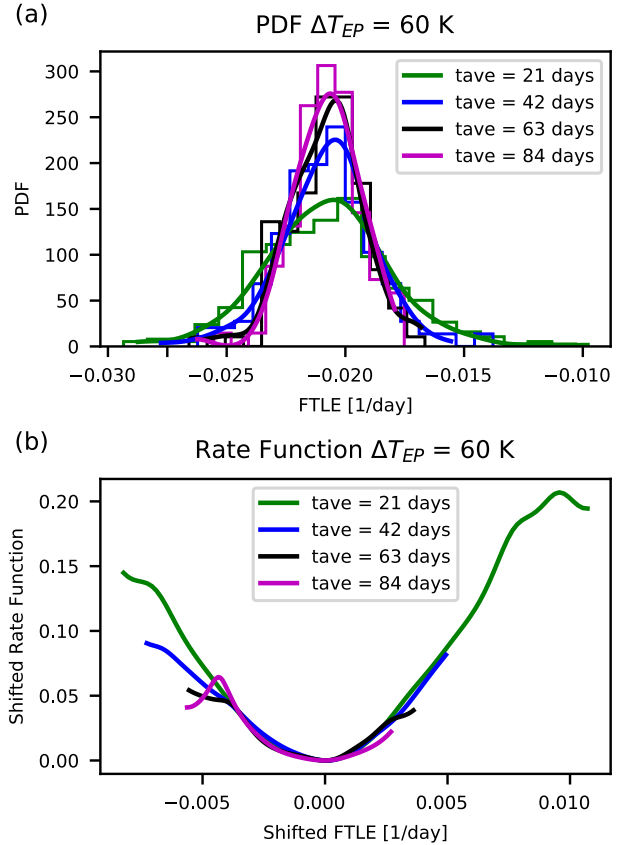 (a)
PDF ΔT_EP = 60 K
300
250
200
150
100
50
0
PDF
tave = 21 days
tave = 42 days
tave = 63 days
tave = 84 days
−0.030
−0.025
−0.020
−0.015
−0.010
FTLE [1/day]
(b)
Rate Function ΔT_EP = 60 K
0.20
0.15
0.10
0.05
0.00
Shifted Rate Function
tave = 21 days
tave = 42 days
tave = 63 days
tave = 84 days
−0.005
0.000
0.005
0.010
Shifted FTLE [1/day]